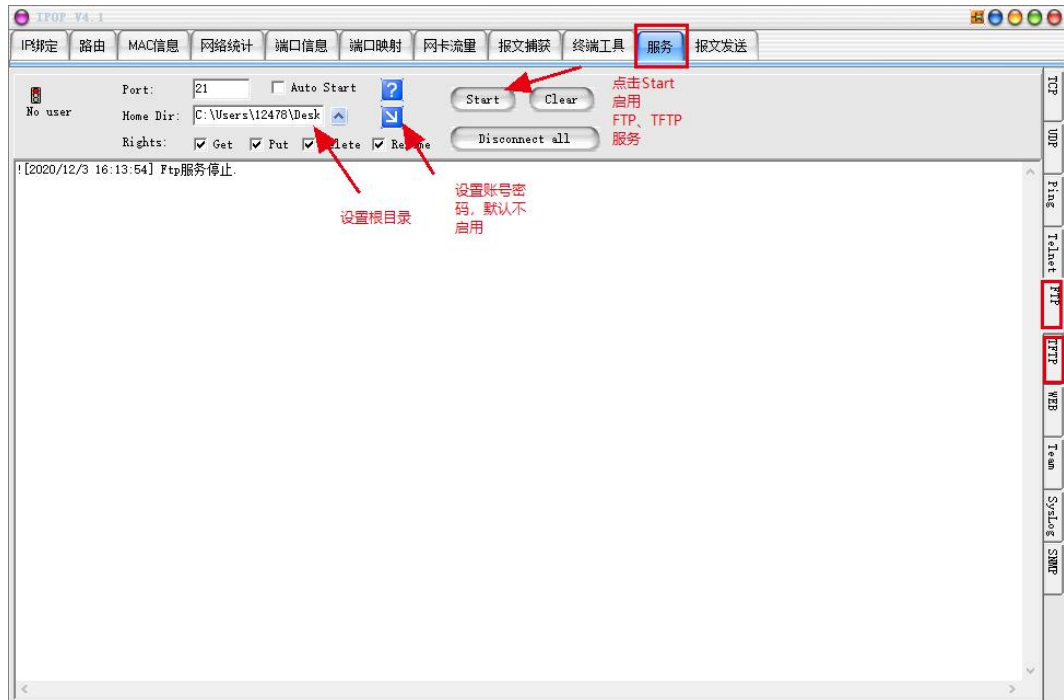 IPOP V4.1
IP绑定 路由 MAC信息 网络统计 端口信息 端口映射 网卡流量 报文捕获 终端工具 服务 报文发送
No user
Port: 21 Auto Start ?
Home Dir: C:\Users\12478\Desk
Rights: Get Put Delete Rename
Start Clear
Disconnect all
点击Start
启用
FTP、TFTP
服务
![2020/12/3 16:13:54] Ftp服务停止.
设置根目录
设置账号密
码，默认不
启用
TCP
UDP
Ping
Telnet
FTP
TFTP
WEB
Team
SysLog
SNMP